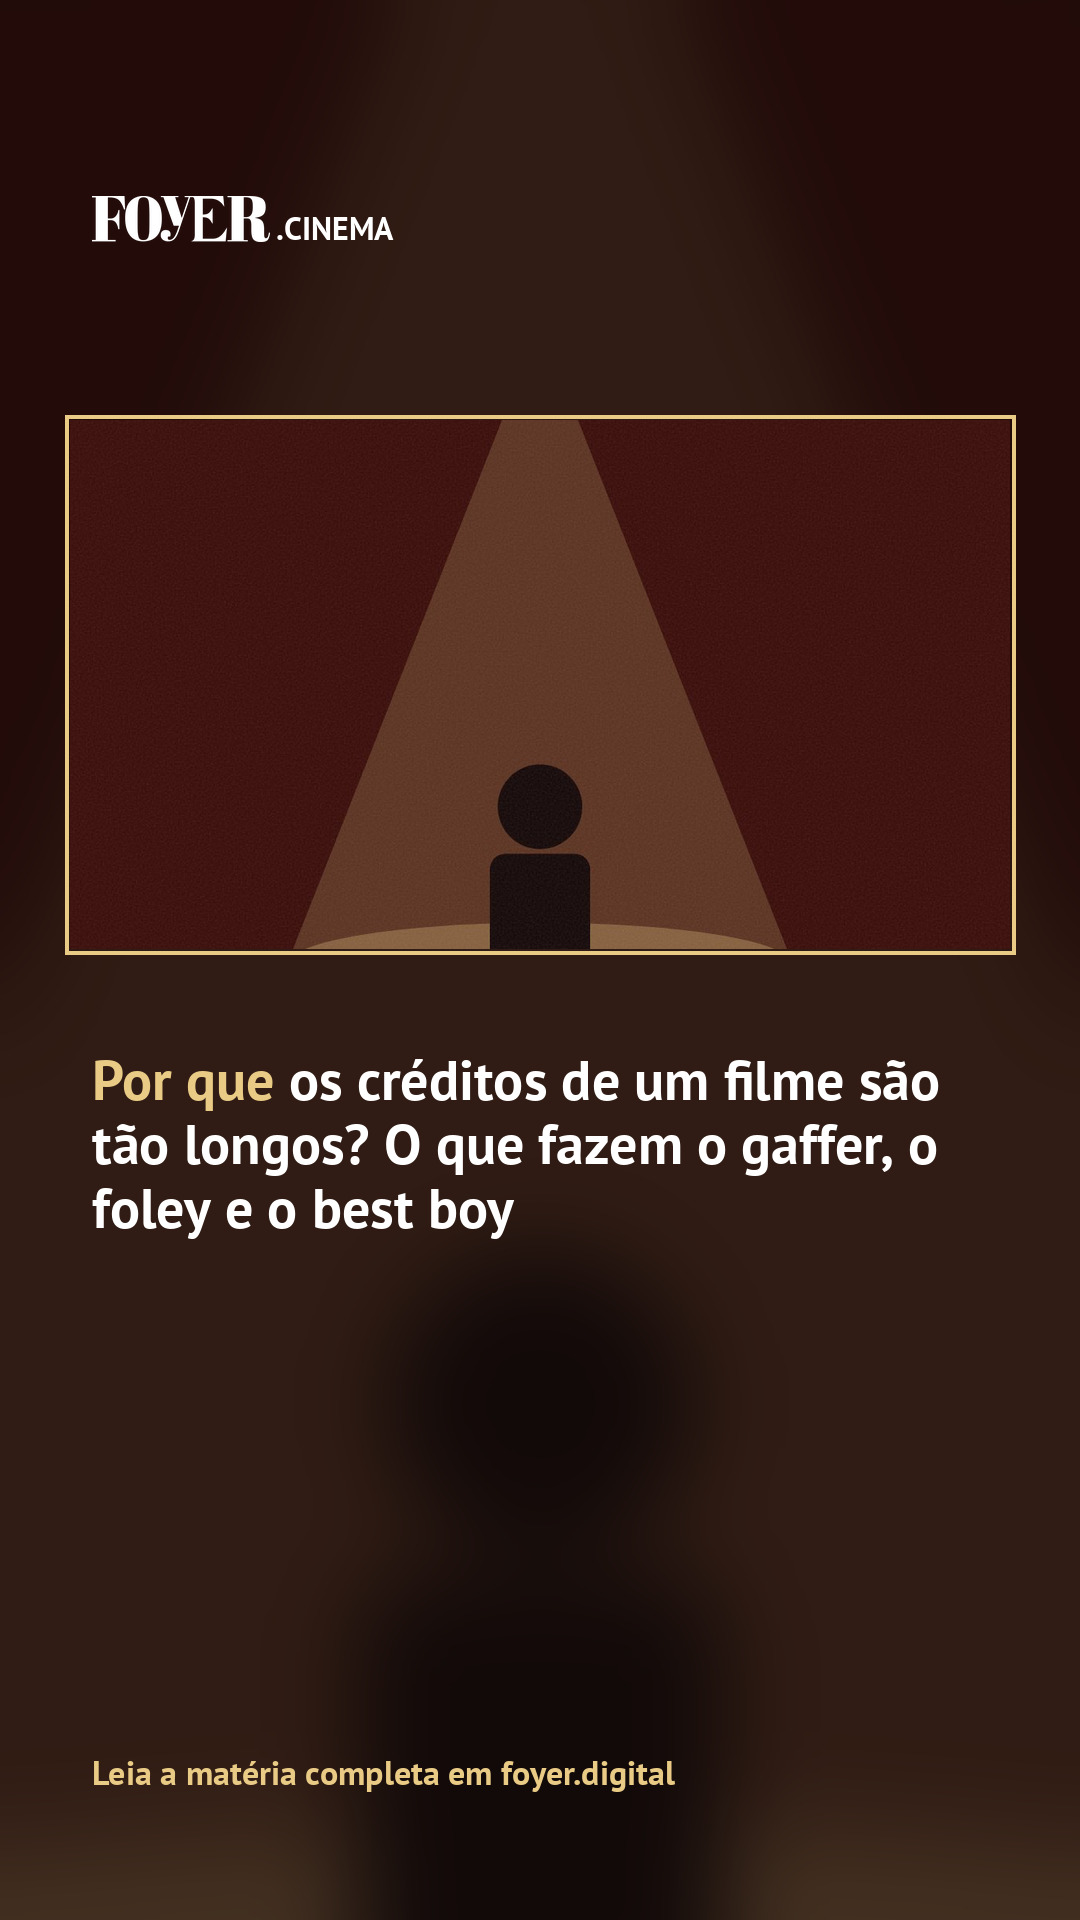 FOYER .CINEMA
Por que os créditos de um filme são
tão longos? O que fazem o gaffer, o
foley e o best boy
Leia a matéria completa em foyer.digital